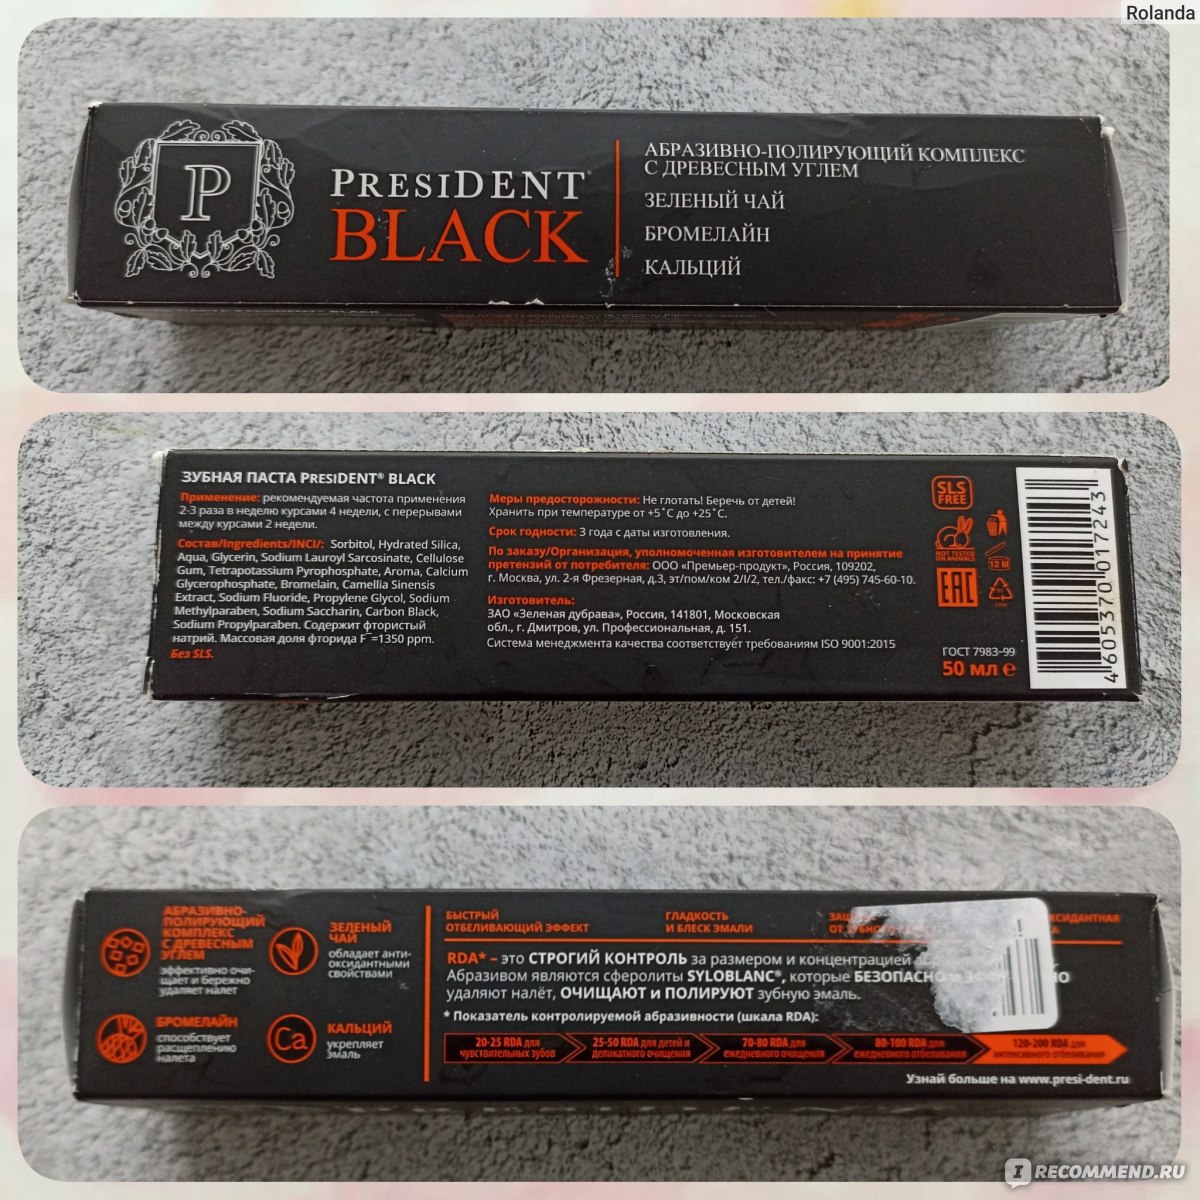 Rolanda
P
PRESIDENT
BLACK
АБРАЗИВНО-ПОЛИРУЮЩИЙ КОМПЛЕКС
С ДРЕВЕСНЫМ УГЛЕМ
ЗЕЛЕНЫЙ ЧАЙ
БРОМЕЛАЙН
КАЛЬЦИЙ
ЗУБНАЯ ПАСТА PRESIDENT® BLACK
Применение: рекомендуемая частота применения
2-3 раза в неделю курсами 4 недели, с перерывами
между курсами 2 недели.
Состав/Ingredients/INCI/: Sorbitol, Hydrated Silica,
Aqua, Glycerin, Sodium Lauroyl Sarcosinate, Cellulose
Gum, Tetrapotassium Pyrophosphate, Aroma, Calcium
Glycerophosphate, Bromelain, Camellia Sinensis
Extract, Sodium Fluoride, Propylene Glycol, Sodium
Methylparaben, Sodium Saccharin, Carbon Black,
Sodium Propylparaben. Содержит фтористый
натрий. Массовая доля фторида F⁻=1350 ppm.
Без SLS.
Меры предосторожности: Не глотать! Беречь от детей!
Хранить при температуре от +5˚С до +25˚С.
Срок годности: 3 года с даты изготовления.
По заказу/Организация, уполномоченная изготовителем на принятие
претензий от потребителя: ООО «Премьер-продукт», Россия, 109202,
г. Москва, ул. 2-я Фрезерная, д.3, эт/пом/ком 2/I/2, тел./факс: +7 (495) 745-60-10.
Изготовитель:
ЗАО «Зеленая дубрава», Россия, 141801, Московская
обл., г. Дмитров, ул. Профессиональная, д. 151.
Система менеджмента качества соответствует требованиям ISO 9001:2015
SLS
FREE
NOT TESTED
ON ANIMALS
12 M
EAC
ГОСТ 7983-99
50 мл e
4 605370 017243
АБРАЗИВНО-
ПОЛИРУЮЩИЙ
КОМПЛЕКС
С ДРЕВЕСНЫМ
УГЛЕМ
эффективно очи-
щает и бережно
удаляет налет
ЗЕЛЕНЫЙ
ЧАЙ
обладает анти-
оксидантными
свойствами
БРОМЕЛАЙН
способствует
расщеплению
налета
Ca
КАЛЬЦИЙ
укрепляет
эмаль
БЫСТРЫЙ
ОТБЕЛИВАЮЩИЙ ЭФФЕКТ
ГЛАДКОСТЬ
И БЛЕСК ЭМАЛИ
RDA* – это СТРОГИЙ КОНТРОЛЬ за размером и концентрацией
Абразивом являются сферолиты SYLOBLANC®, которые БЕЗОПАСНО
удаляют налёт, ОЧИЩАЮТ и ПОЛИРУЮТ зубную эмаль.
* Показатель контролируемой абразивности (шкала RDA):
20-25 RDA для
чувствительных зубов
25-50 RDA для детей и
деликатного очищения
70-80 RDA для
ежедневного очищения
80-100 RDA для
ежедневного отбеливания
120-200 RDA для
интенсивного отбеливания
Узнай больше на www.presi-dent.ru
IRECOMMEND.RU